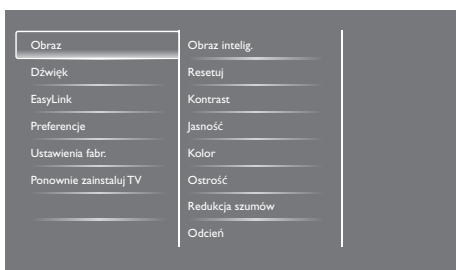 Obraz
Dźwięk
EasyLink
Preferencje
Ustawienia fabr.
Ponownie zainstaluj TV
Obraz intelig.
Resetuj
Kontrast
Jasność
Kolor
Ostrość
Redukcja szumów
Odcień